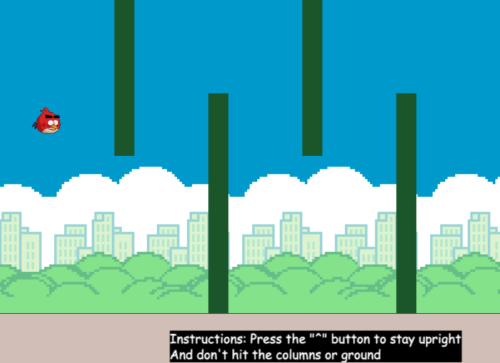 Instructions: Press the "^" button to stay upright
And don't hit the columns or ground